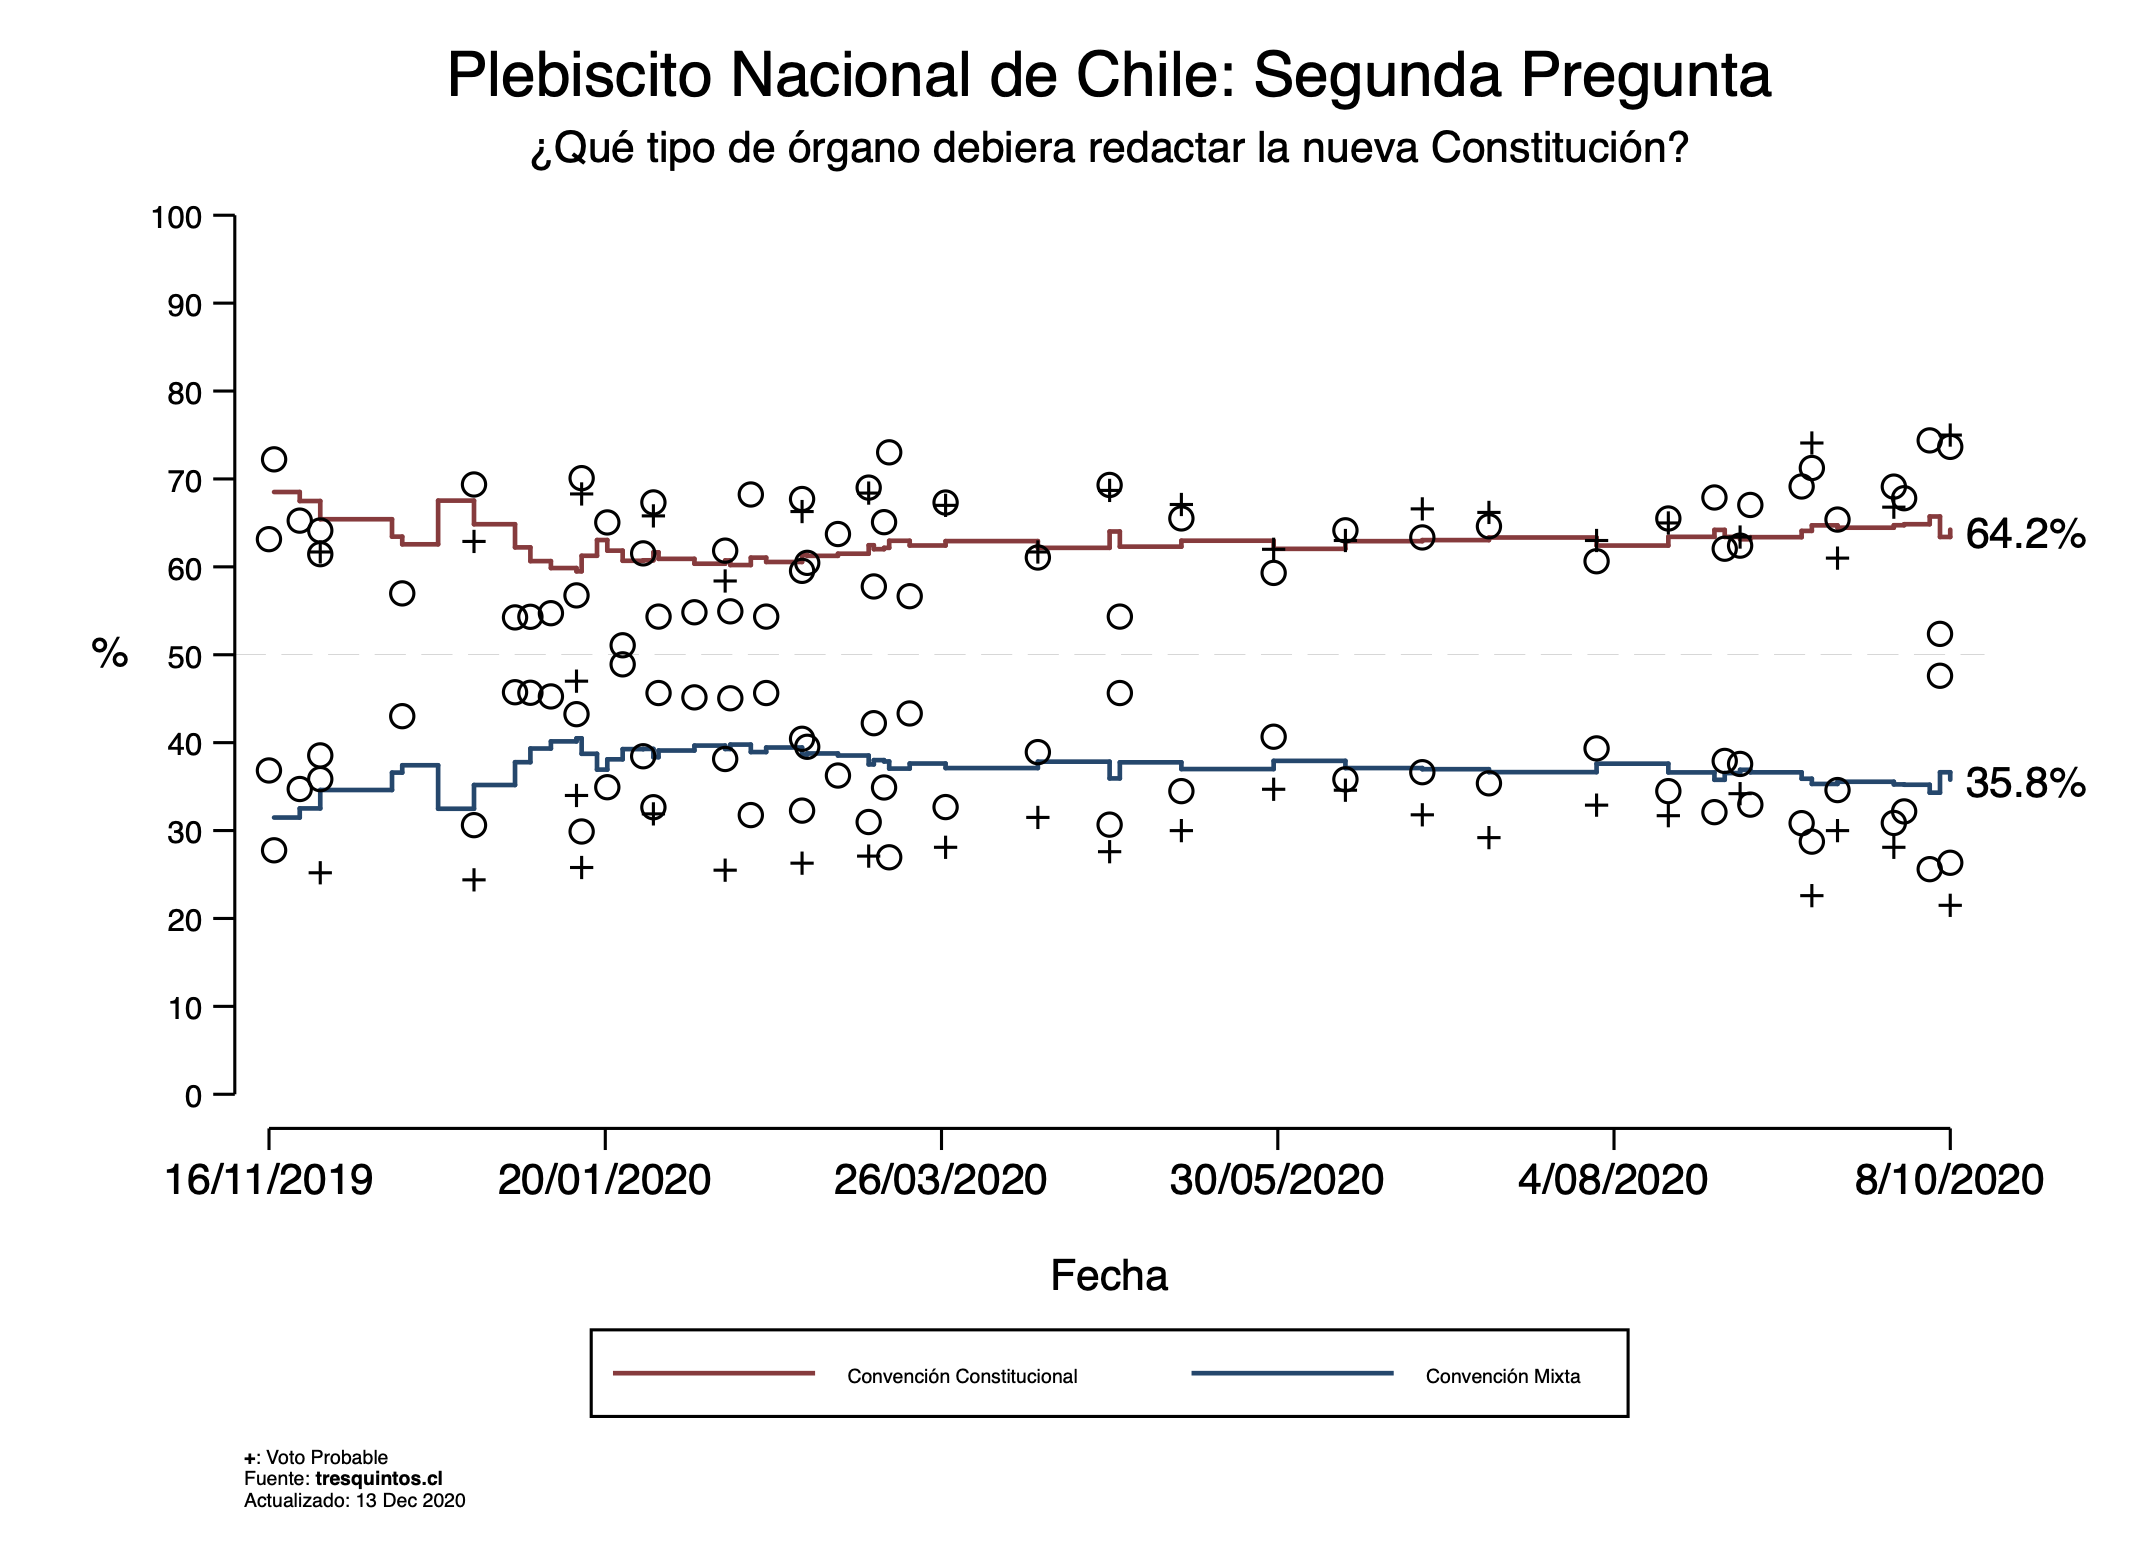 Plebiscito Nacional de Chile: Segunda Pregunta
¿Qué tipo de órgano debiera redactar la nueva Constitución?
100
90
80
70
60
50
40
30
20
10
0
%
64.2%
35.8%
16/11/2019 20/01/2020 26/03/2020 30/05/2020 4/08/2020 8/10/2020
Fecha
Convención Constitucional Convención Mixta
+: Voto Probable
Fuente: tresquintos.cl
Actualizado: 13 Dec 2020